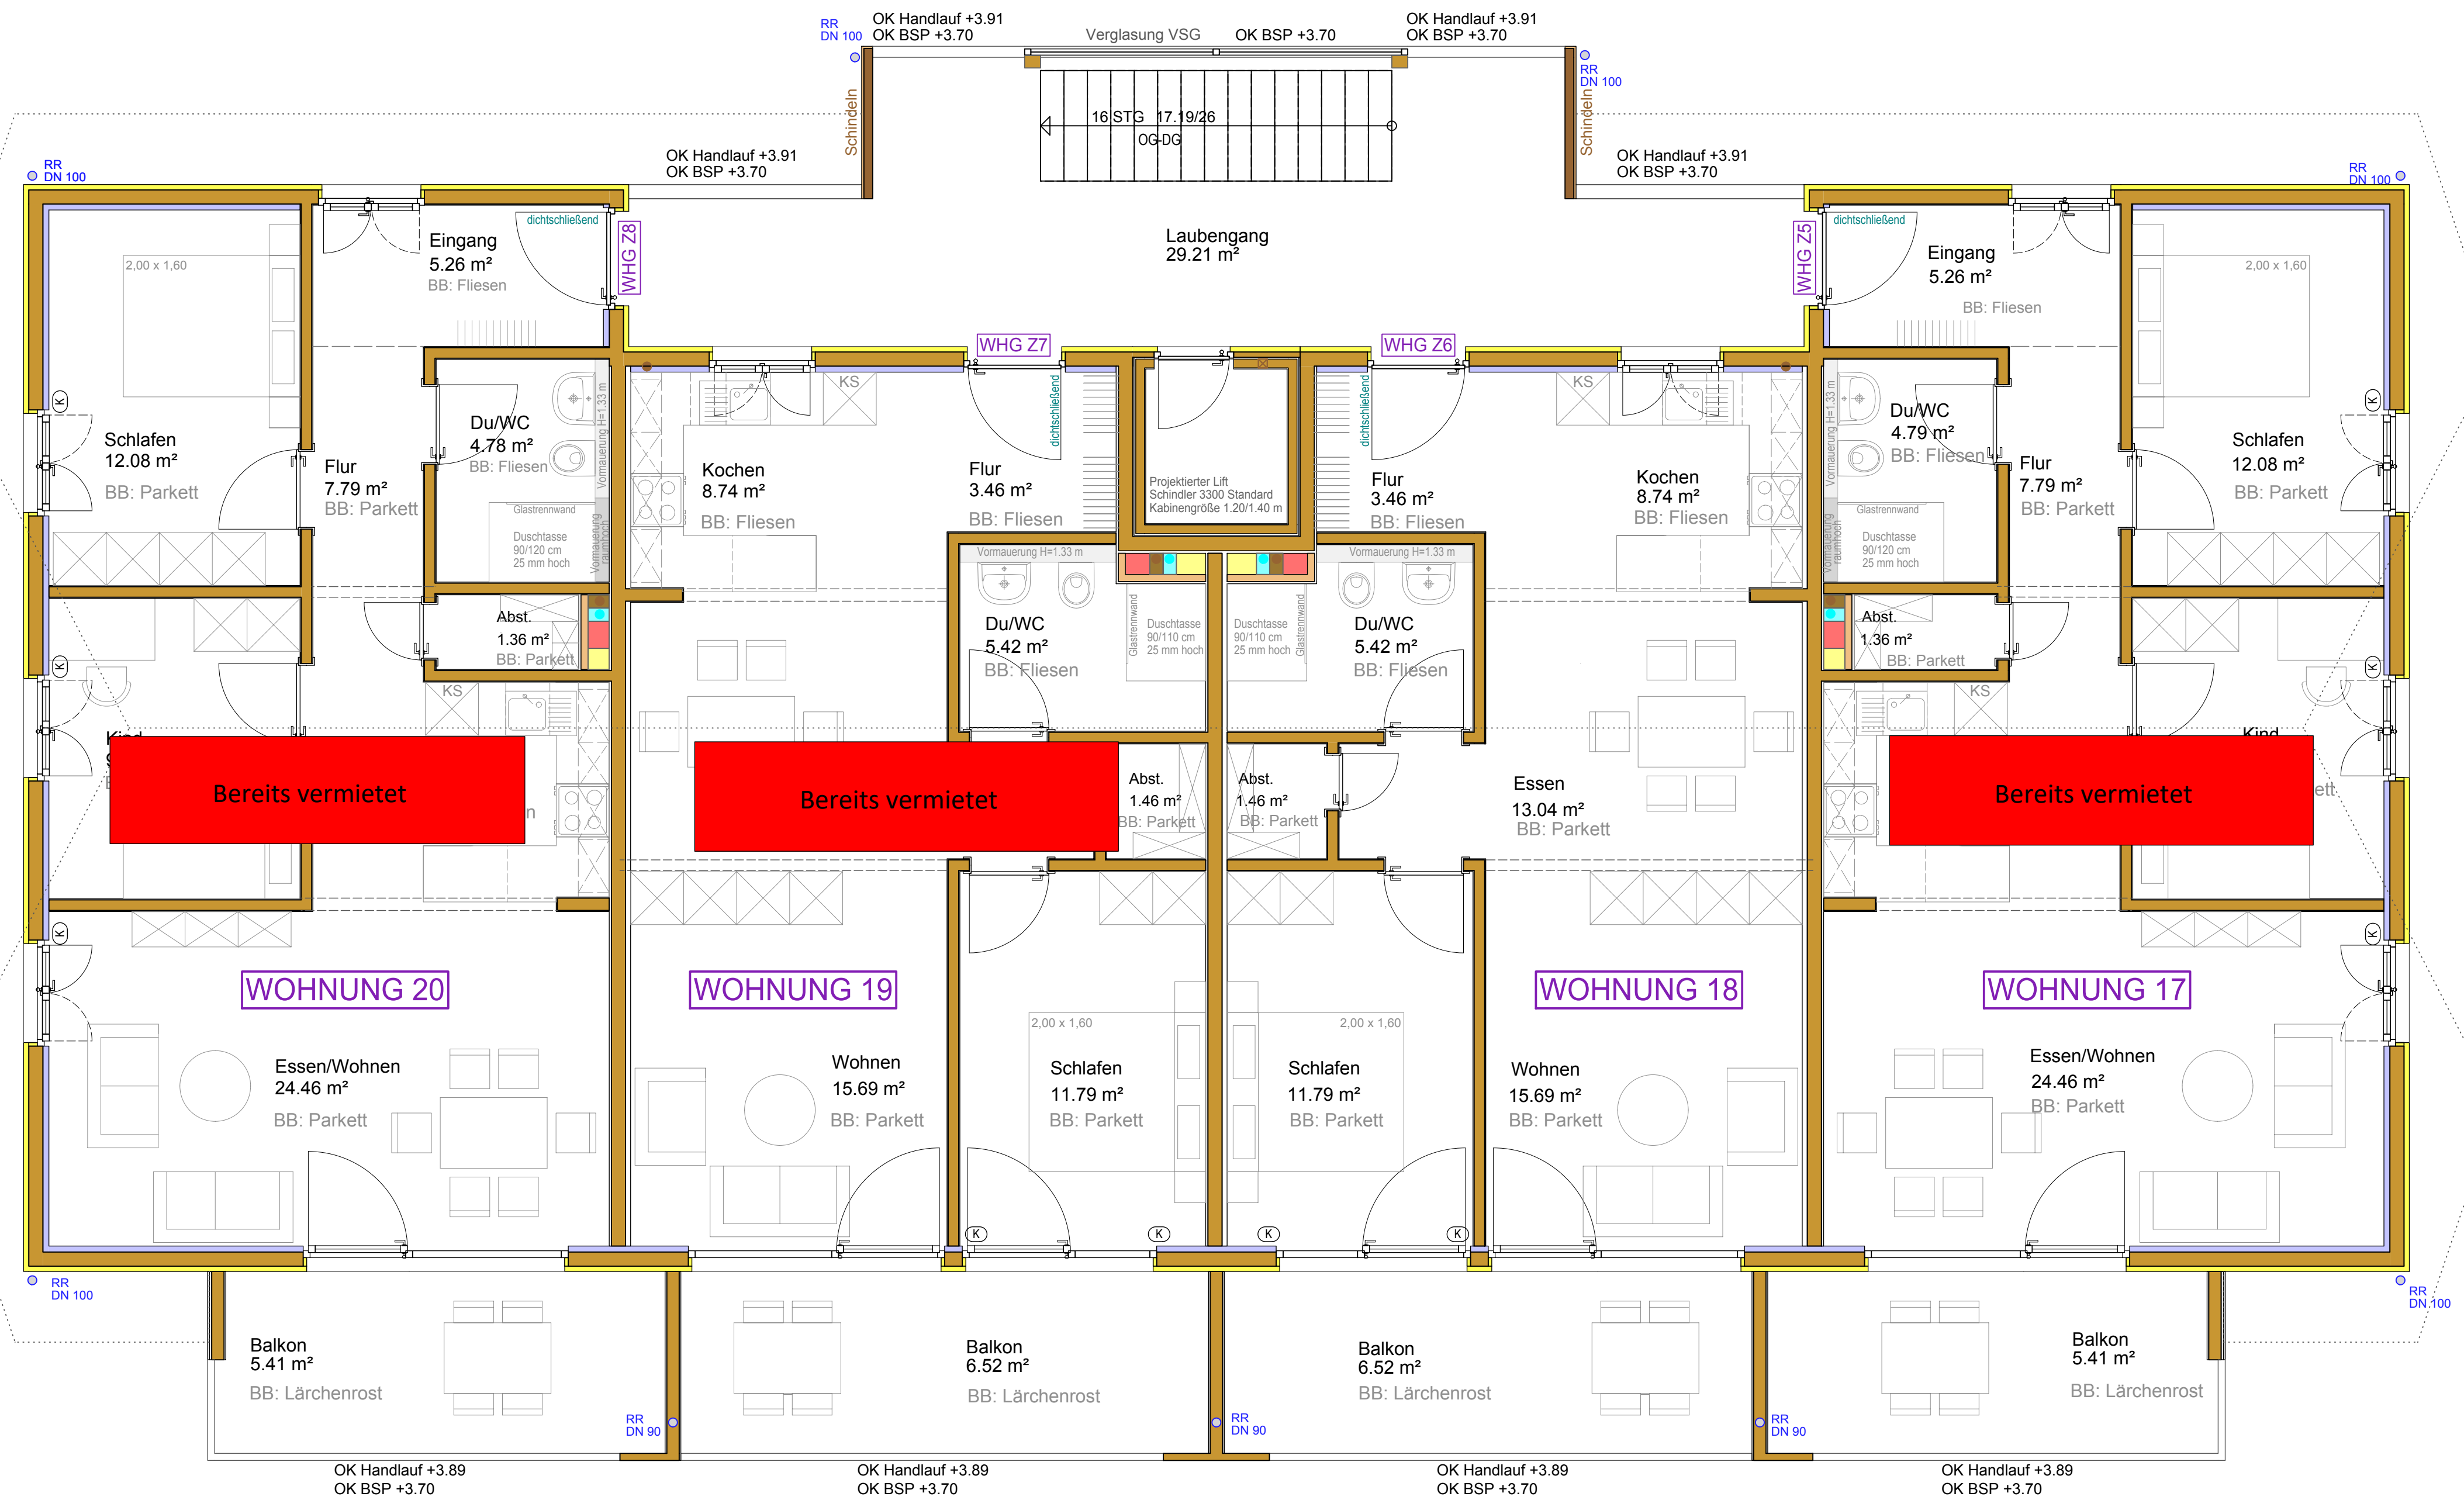 OK Handlauf +3.91
OK BSP +3.70
RR
DN 100
Verglasung VSG
OK BSP +3.70
OK Handlauf +3.91
OK BSP +3.70
RR
DN 100
Schindeln
16 STG 17.19/26
OG-DG
Schindeln
OK Handlauf +3.91
OK BSP +3.70
OK Handlauf +3.91
OK BSP +3.70
RR
DN 100
RR
DN 100
2,00 x 1,60
Eingang
5.26 m²
BB: Fliesen
dichtschließend
WHG Z8
Laubengang
29.21 m²
WHG Z5
dichtschließend
Eingang
5.26 m²
BB: Fliesen
2,00 x 1,60
WHG Z7
WHG Z6
K
Schlafen
12.08 m²
BB: Parkett
Flur
7.79 m²
BB: Parkett
Du/WC
4.78 m²
BB: Fliesen
Vormauerung H=1.33 m
Glastrennwand
Duschtasse
90/120 cm
25 mm hoch
Vormauerung
raumhoch
KS
Kochen
8.74 m²
BB: Fliesen
Flur
3.46 m²
BB: Fliesen
dichtschließend
Projektierter Lift
Schindler 3300 Standard
Kabinengröße 1.20/1.40 m
dichtschließend
Flur
3.46 m²
BB: Fliesen
KS
Kochen
8.74 m²
BB: Fliesen
Vormauerung H=1.33 m
Du/WC
4.79 m²
BB: Fliesen
Glastrennwand
Duschtasse
90/120 cm
25 mm hoch
Vormauerung
raumhoch
Flur
7.79 m²
BB: Parkett
Schlafen
12.08 m²
BB: Parkett
K
Abst.
1.36 m²
BB: Parkett
Vormauerung H=1.33 m
Du/WC
5.42 m²
BB: Fliesen
Glastrennwand
Duschtasse
90/110 cm
25 mm hoch
Vormauerung H=1.33 m
Duschtasse
90/110 cm
25 mm hoch
Glastrennwand
Du/WC
5.42 m²
BB: Fliesen
Abst.
1.36 m²
BB: Parkett
K
KS
KS
K
Kind
Kind
Bereits vermietet
Bereits vermietet
Abst.
1.46 m²
BB: Parkett
Abst.
1.46 m²
BB: Parkett
Essen
13.04 m²
BB: Parkett
Bereits vermietet
K
K
WOHNUNG 20
WOHNUNG 19
WOHNUNG 18
WOHNUNG 17
2,00 x 1,60
2,00 x 1,60
Essen/Wohnen
24.46 m²
BB: Parkett
Wohnen
15.69 m²
BB: Parkett
Schlafen
11.79 m²
BB: Parkett
Schlafen
11.79 m²
BB: Parkett
Wohnen
15.69 m²
BB: Parkett
Essen/Wohnen
24.46 m²
BB: Parkett
K
K
K
K
RR
DN 100
RR
DN 100
Balkon
5.41 m²
BB: Lärchenrost
Balkon
6.52 m²
BB: Lärchenrost
Balkon
6.52 m²
BB: Lärchenrost
Balkon
5.41 m²
BB: Lärchenrost
RR
DN 90
RR
DN 90
RR
DN 90
OK Handlauf +3.89
OK BSP +3.70
OK Handlauf +3.89
OK BSP +3.70
OK Handlauf +3.89
OK BSP +3.70
OK Handlauf +3.89
OK BSP +3.70